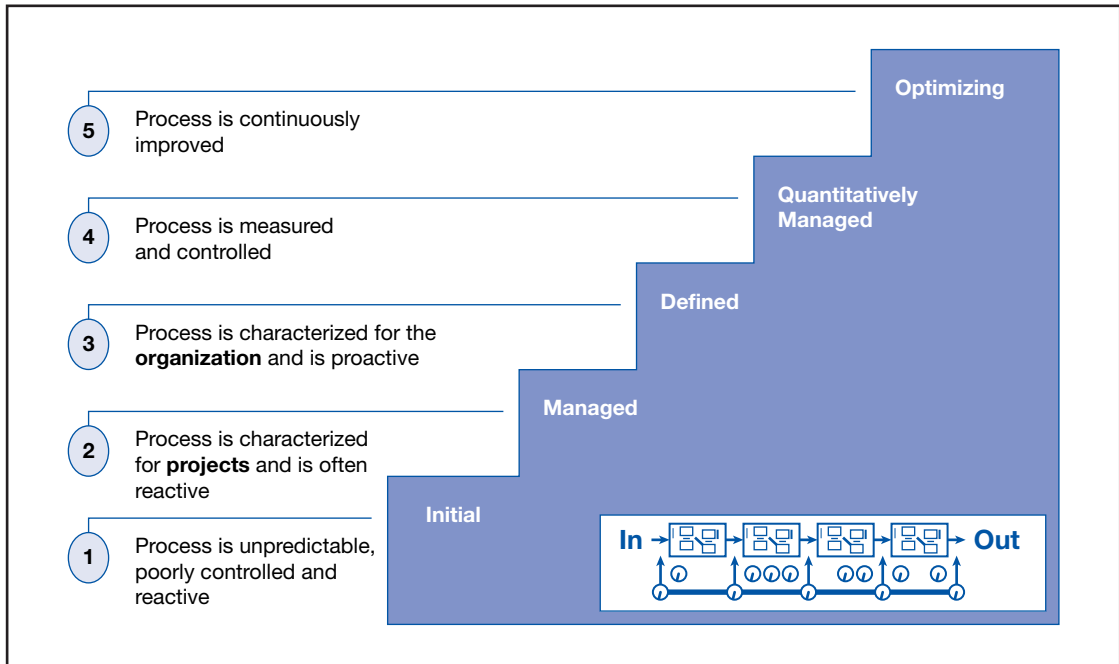 Optimizing
5
Process is continuously
improved
Quantitatively
Managed
4
Process is measured
and controlled
Defined
3
Process is characterized for the
organization and is proactive
Managed
2
Process is characterized
for projects and is often
reactive
Initial
1
Process is unpredictable,
poorly controlled and
reactive
In
Out